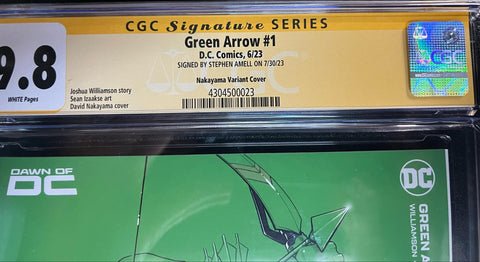 CGC Signature SERIES
Green Arrow #1
D.C. Comics, 6/23
SIGNED BY STEPHEN AMELL ON 7/30/23
Nakayama Variant Cover
4304500023
9.8
WHITE Pages
Joshua Williamson story
Sean Izaakse art
David Nakayama cover
DAWN OF
DC
DC
GREEN A
WILLIAMSON